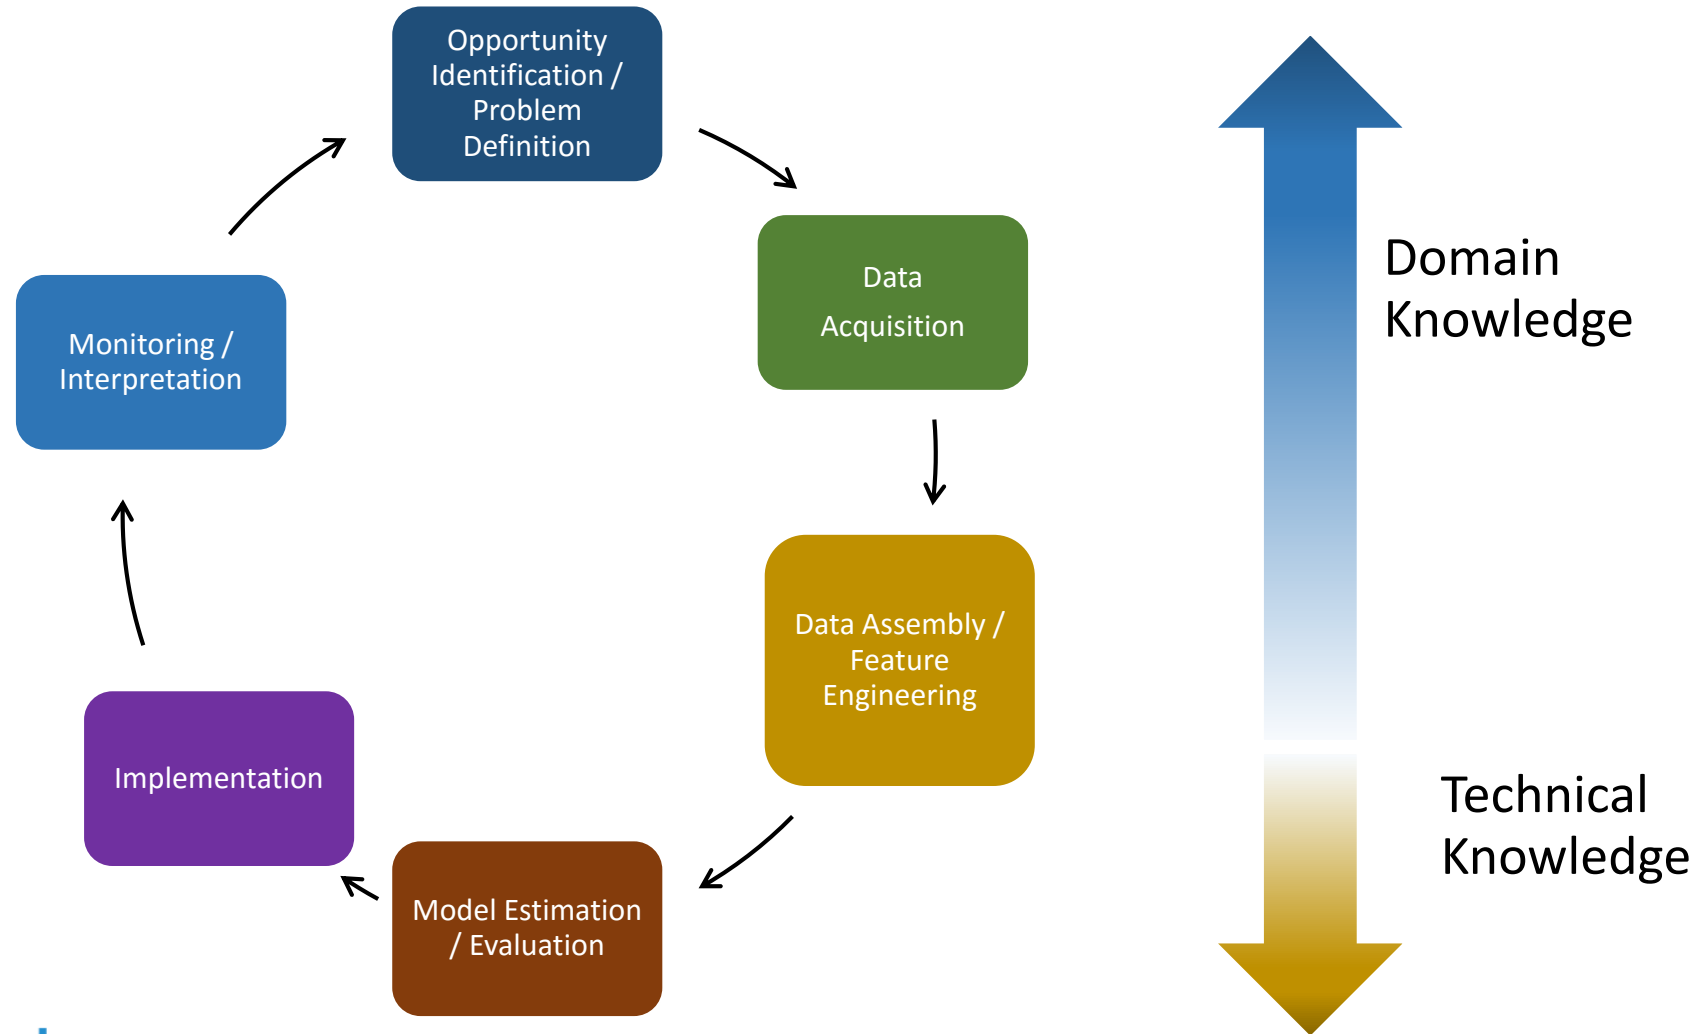 Opportunity
Identification /
Problem
Definition
Data
Acquisition
Data Assembly /
Feature
Engineering
Model Estimation
/ Evaluation
Implementation
Monitoring /
Interpretation
Domain
Knowledge
Technical
Knowledge